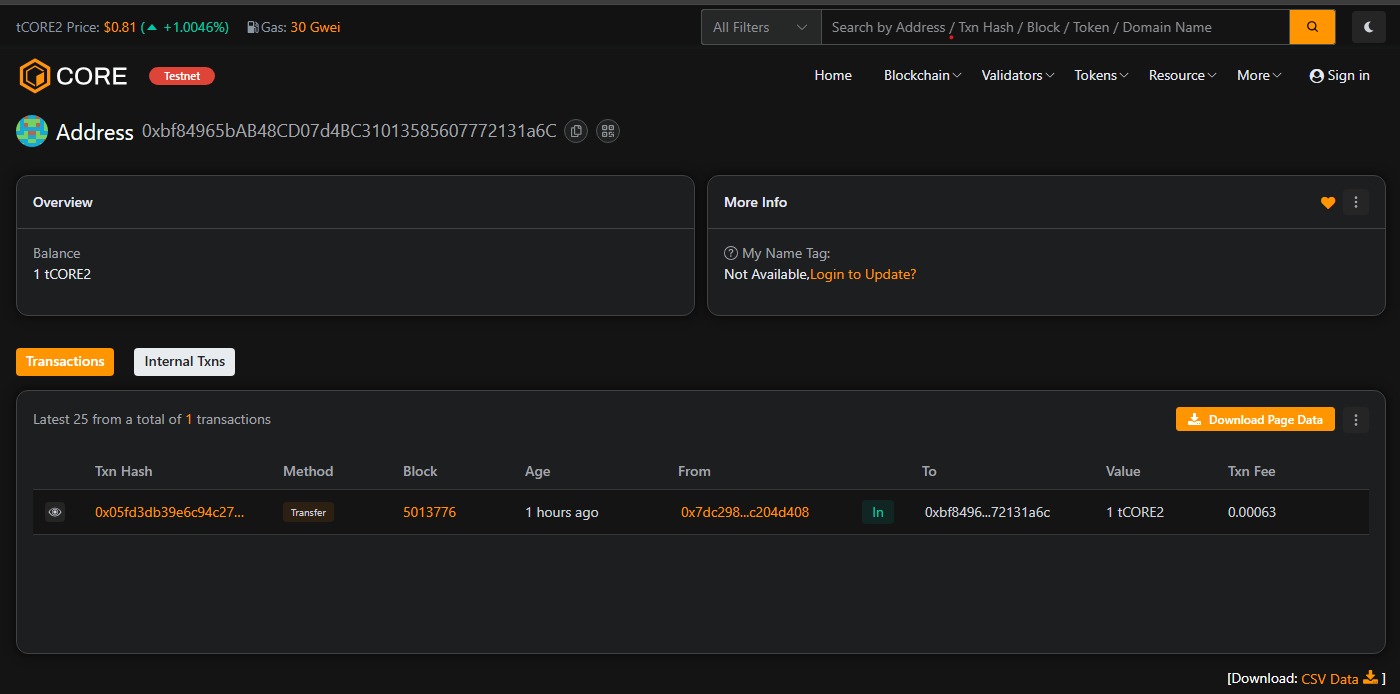 tCORE2 Price: $0.81 (▲ +1.0046%) Gas: 30 Gwei All Filters Search by Address / Txn Hash / Block / Token / Domain Name
CORE Testnet Home Blockchain Validators Tokens Resource More Sign in
Address 0xbf84965bAB48CD07d4BC31013585607772131a6C
Overview
Balance
1 tCORE2
More Info
My Name Tag:
Not Available,Login to Update?
Transactions Internal Txns
Latest 25 from a total of 1 transactions Download Page Data
Txn Hash Method Block Age From To Value Txn Fee
0x05fd3db39e6c94c27... Transfer 5013776 1 hours ago 0x7dc298...c204d408 In 0xbf8496...72131a6c 1 tCORE2 0.00063
[Download: CSV Data ]